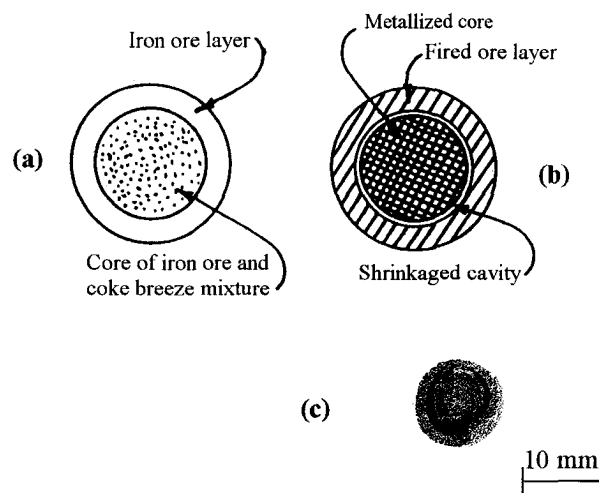 Metallized core
Iron ore layer
Fired ore layer
(a)
(b)
Core of iron ore and
coke breeze mixture
Shrinkaged cavity
(c)
10 mm